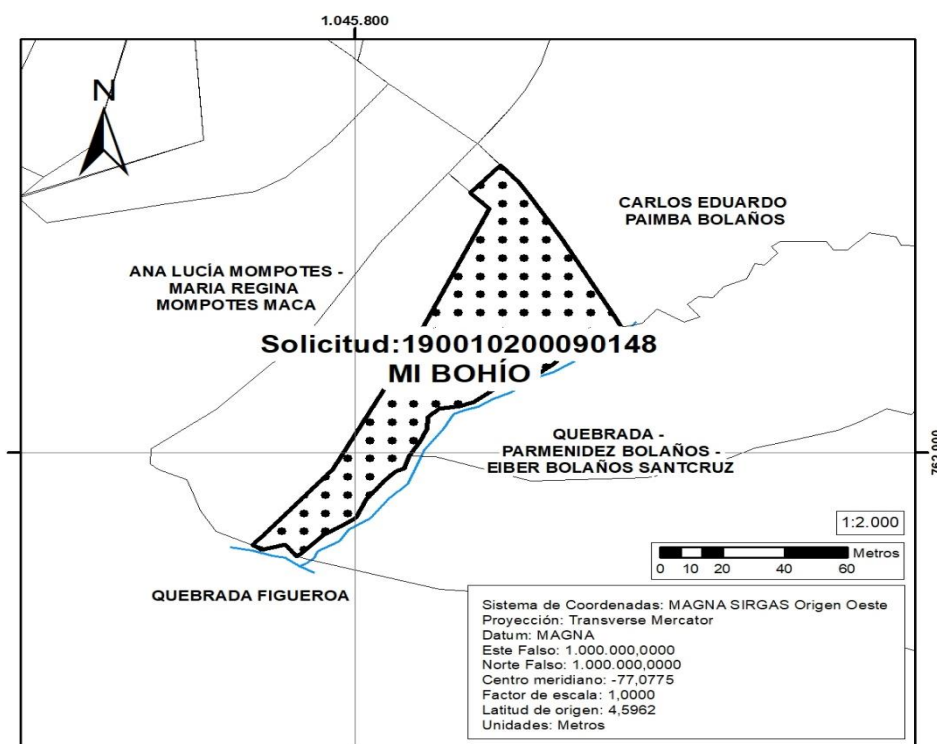 1.045.800
N
CARLOS EDUARDO
PAIMBA BOLAÑOS
ANA LUCÍA MOMPOTES -
MARIA REGINA
MOMPOTES MACA
Solicitud:190010200090148
MI BOHÍO
QUEBRADA -
PARMENIDEZ BOLAÑOS -
EIBER BOLAÑOS SANTCRUZ
762.000
1:2.000
Metros
0 10 20 40 60
QUEBRADA FIGUEROA
Sistema de Coordenadas: MAGNA SIRGAS Origen Oeste
Proyección: Transverse Mercator
Datum: MAGNA
Este Falso: 1.000.000,0000
Norte Falso: 1.000.000,0000
Centro meridiano: -77,0775
Factor de escala: 1,0000
Latitud de origen: 4,5962
Unidades: Metros